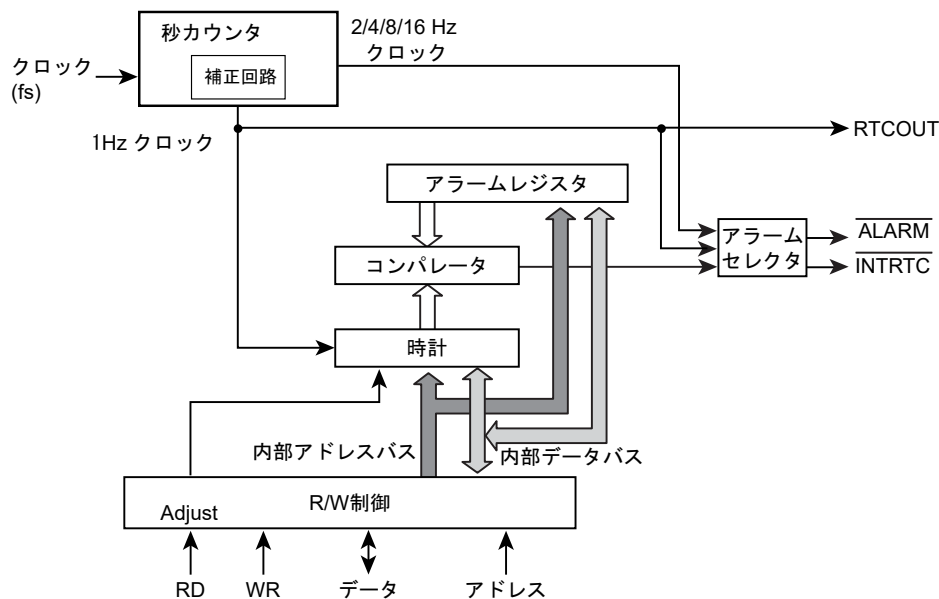 秒カウンタ
2/4/8/16 Hz
クロック
補正回路
クロック
(fs)
1Hz クロック
RTCOUT
アラームレジスタ
アラーム
セレクタ
ALARM
INTRTC
コンパレータ
時計
内部アドレスバス
内部データバス
R/W制御
Adjust
RD
WR
データ
アドレス